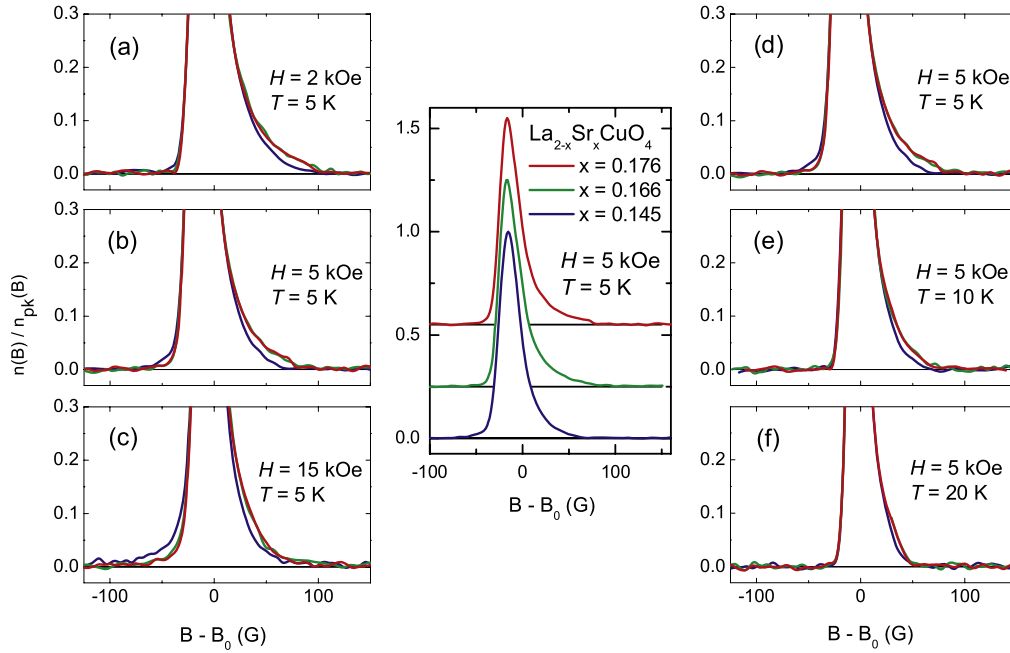 0.3
0.2
0.1
0.0
(a)
H = 2 kOe
T = 5 K
0.3
0.2
0.1
0.0
(b)
H = 5 kOe
T = 5 K
0.3
0.2
0.1
0.0
(c)
H = 15 kOe
T = 5 K
-100 0 100
B - B₀ (G)
n(B) / npk(B)
1.5
1.0
0.5
0.0
La2-xSrxCuO4
x = 0.176
x = 0.166
x = 0.145
H = 5 kOe
T = 5 K
-100 0 100
B - B₀ (G)
0.3
0.2
0.1
0.0
(d)
H = 5 kOe
T = 5 K
0.3
0.2
0.1
0.0
(e)
H = 5 kOe
T = 10 K
0.3
0.2
0.1
0.0
(f)
H = 5 kOe
T = 20 K
-100 0 100
B - B₀ (G)